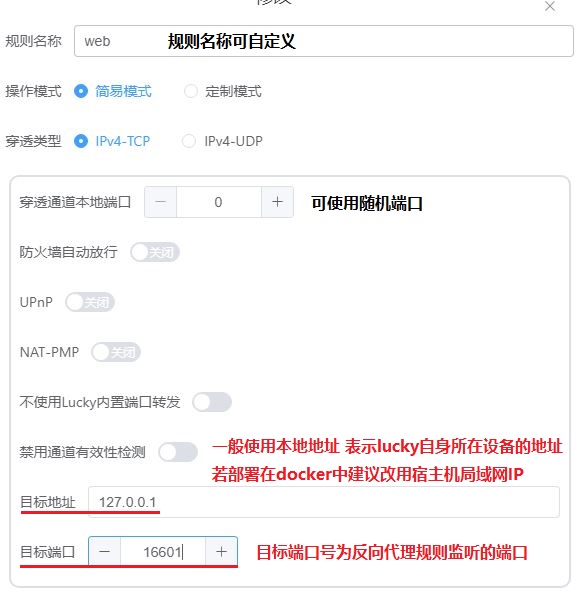 修改
规则名称 web 规则名称可自定义
操作模式 简易模式 定制模式
穿透类型 IPv4-TCP IPv4-UDP
穿透通道本地端口 − 0 + 可使用随机端口
防火墙自动放行 关闭
UPnP 关闭
NAT-PMP 关闭
不使用Lucky内置端口转发
禁用通道有效性检测 一般使用本地地址 表示lucky自身所在设备的地址
若部署在docker中建议改用宿主机局域网IP
目标地址 127.0.0.1
目标端口 − 16601 + 目标端口号为反向代理规则监听的端口